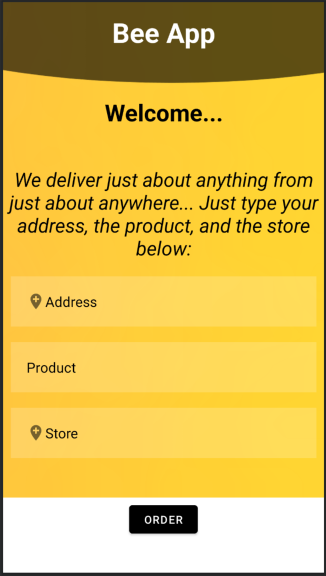 Bee App
Welcome...
We deliver just about anything from
just about anywhere... Just type your
address, the product, and the store
below:
Address
Product
Store
ORDER